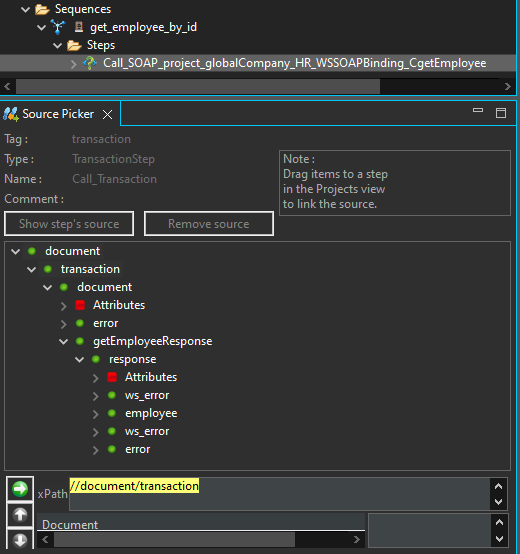 Sequences
get_employee_by_id
Steps
Call_SOAP_project_globalCompany_HR_WSSOAPBinding_CgetEmployee
Source Picker
Tag :
transaction
Type :
TransactionStep
Name :
Call_Transaction
Comment :
Note :
Drag items to a step
in the Projects view
to link the source.
Show step's source
Remove source
document
transaction
document
Attributes
error
getEmployeeResponse
response
Attributes
ws_error
employee
ws_error
error
xPath
//document/transaction
Document